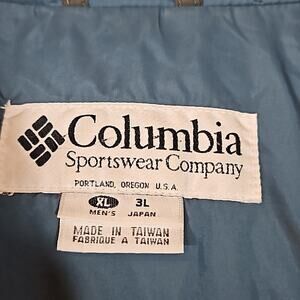 Columbia
Sportswear Company
PORTLAND, OREGON U.S.A.
XL 3L
MEN'S JAPAN
MADE IN TAIWAN
FABRIQUE A TAIWAN